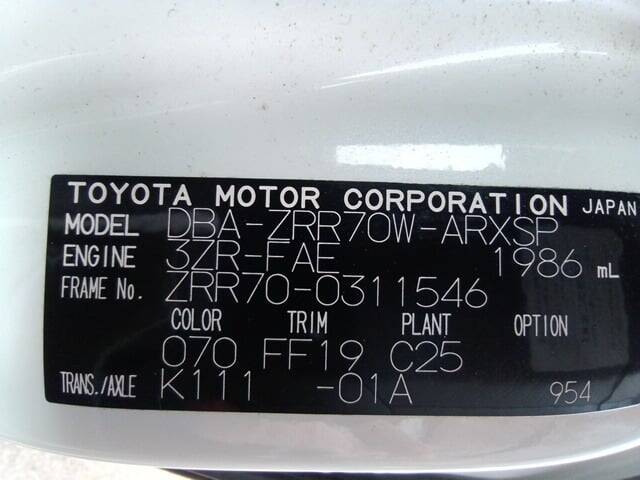 TOYOTA MOTOR CORPORATION JAPAN
MODEL DBA-ZRR70W-ARXSP
ENGINE 3ZR-FAE 1986 mL
FRAME No. ZRR70-0311546
COLOR TRIM PLANT OPTION
070 FF19 C25
TRANS./AXLE K111 -01A 954